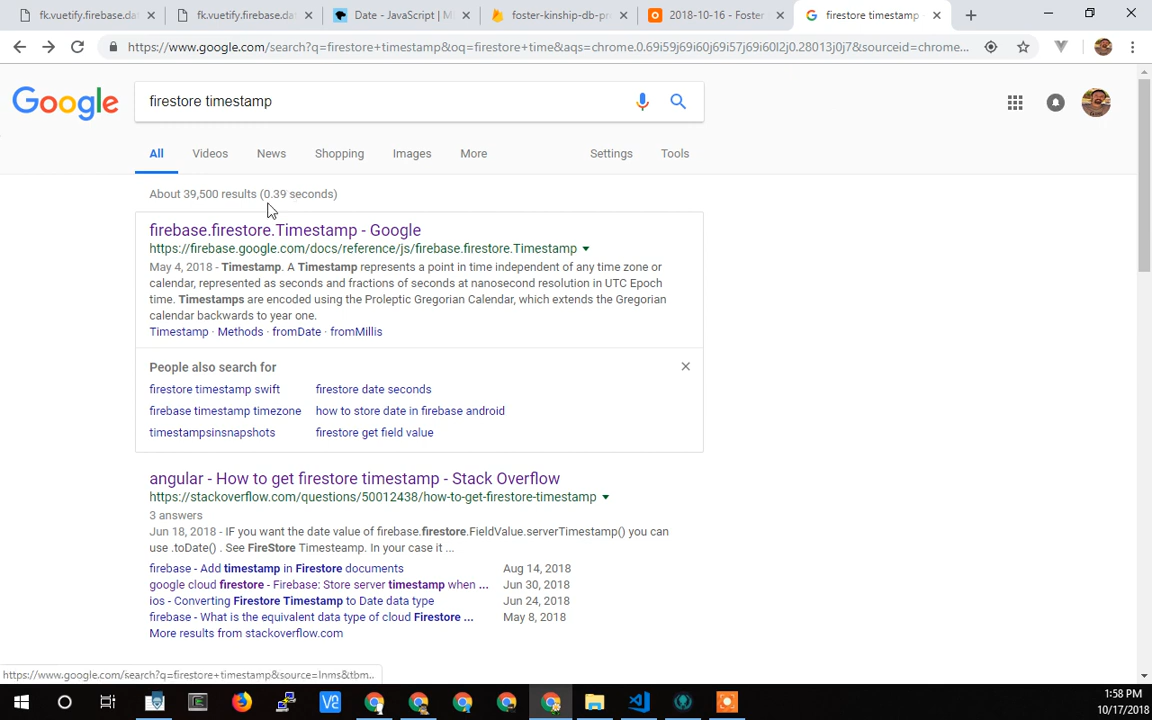 fk.vuetify.firebase.da
fk.vuetify.firebase.da
Date - JavaScript | M
foster-kinship-db-pr
2018-10-16 - Foster
firestore timestamp
https://www.google.com/search?q=firestore+timestamp&oq=firestore+time&aqs=chrome.0.69i59j69i60j69i57j69i60l2j0.28013j0j7&sourceid=chrome...
Google
firestore timestamp
All Videos News Shopping Images More Settings Tools
About 39,500 results (0.39 seconds)
firebase.firestore.Timestamp - Google
https://firebase.google.com/docs/reference/js/firebase.firestore.Timestamp
May 4, 2018 - Timestamp. A Timestamp represents a point in time independent of any time zone or
calendar, represented as seconds and fractions of seconds at nanosecond resolution in UTC Epoch
time. Timestamps are encoded using the Proleptic Gregorian Calendar, which extends the Gregorian
calendar backwards to year one.
Timestamp · Methods · fromDate · fromMillis
People also search for
firestore timestamp swift firestore date seconds
firebase timestamp timezone how to store date in firebase android
timestampsinsnapshots firestore get field value
angular - How to get firestore timestamp - Stack Overflow
https://stackoverflow.com/questions/50012438/how-to-get-firestore-timestamp
3 answers
Jun 18, 2018 - IF you want the date value of firebase.firestore.FieldValue.serverTimestamp() you can
use .toDate() . See FireStore Timesteamp. In your case it ...
firebase - Add timestamp in Firestore documents Aug 14, 2018
google cloud firestore - Firebase: Store server timestamp when ... Jun 30, 2018
ios - Converting Firestore Timestamp to Date data type Jun 24, 2018
firebase - What is the equivalent data type of cloud Firestore ... May 8, 2018
More results from stackoverflow.com
https://www.google.com/search?q=firestore+timestamp&source=lnms&tbm...
1:58 PM
10/17/2018